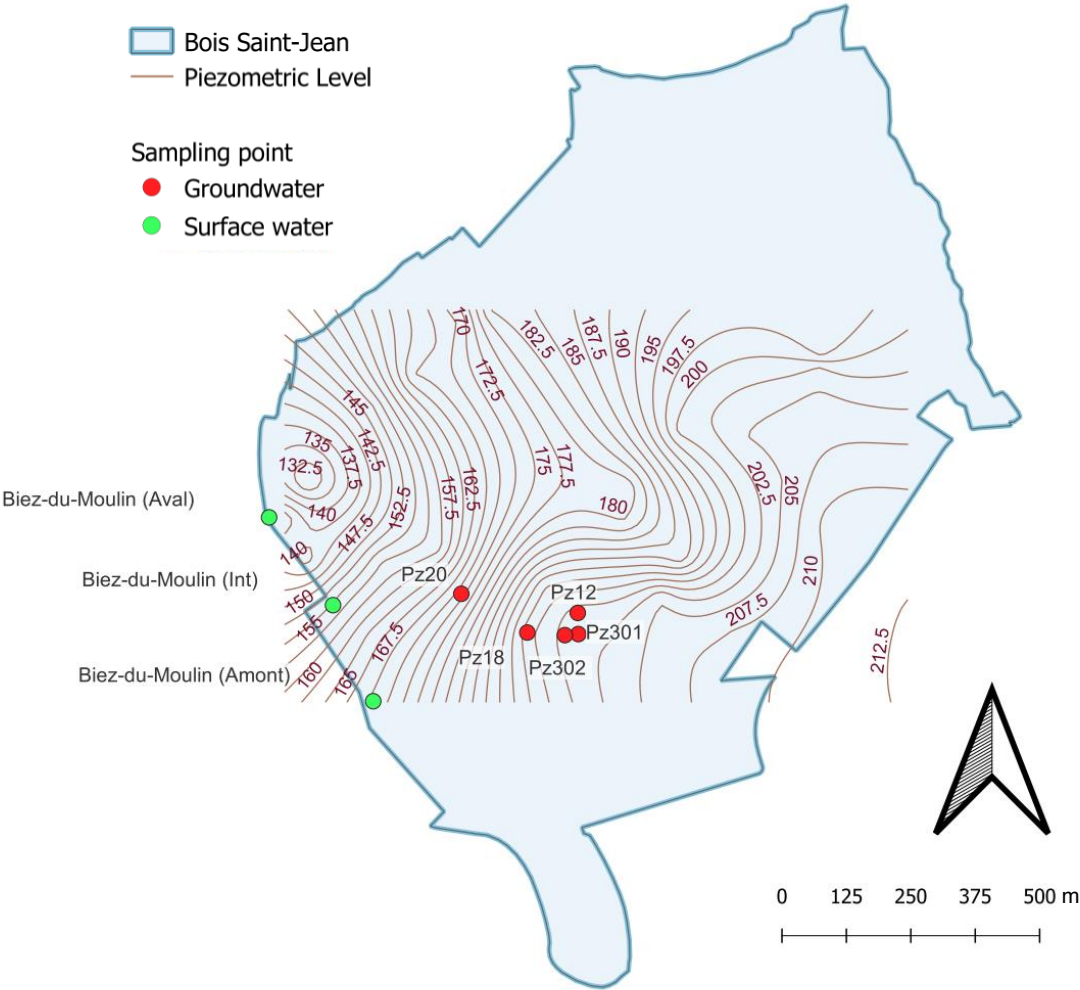 Bois Saint-Jean
Piezometric Level
Sampling point
Groundwater
Surface water
170
182.5
185
187.5
190
195
197.5
200
172.5
145
142.5
135
137.5
132.5
140
147.5
152.5
157.5
162.5
175
177.5
180
202.5
205
210
207.5
212.5
Biez-du-Moulin (Aval)
140
Biez-du-Moulin (Int)
150
155
Biez-du-Moulin (Amont)
160
165
167.5
Pz20
Pz12
Pz301
Pz18
Pz302
0 125 250 375 500 m